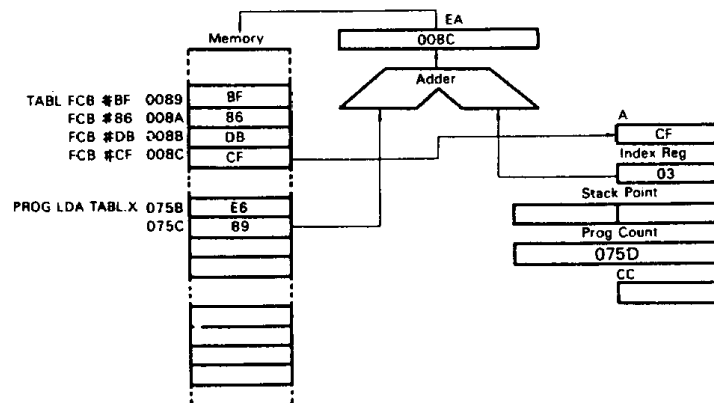 EA
Memory
008C
Adder
TABL FCB #BF 0089 BF
FCB #86 008A 86
FCB #DB 008B DB
FCB #CF 008C CF
A
CF
Index Reg
03
Stack Point
PROG LDA TABL.X 075B E6
075C 89
Prog Count
075D
CC